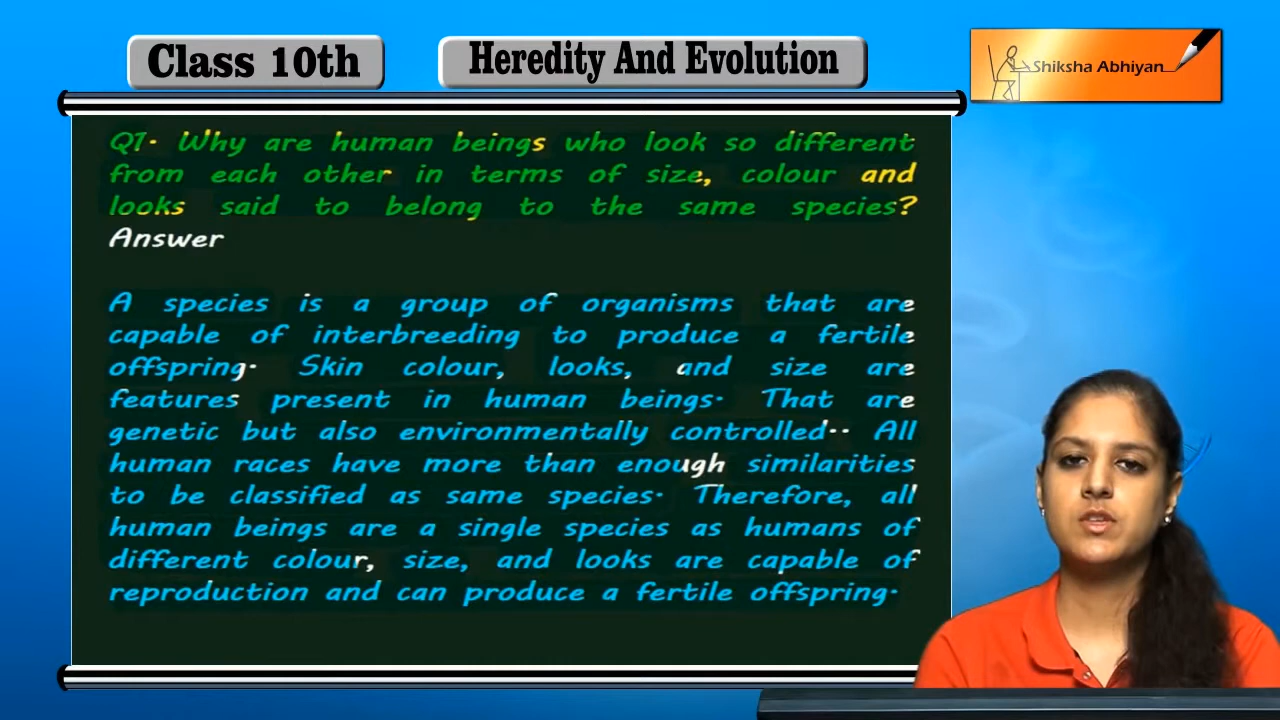 Class 10th
Heredity And Evolution
Shiksha Abhiyan
Q1. Why are human beings who look so different
from each other in terms of size, colour and
looks said to belong to the same species?
Answer
A species is a group of organisms that are
capable of interbreeding to produce a fertile
offspring. Skin colour, looks, and size are
features present in human beings. That are
genetic but also environmentally controlled.. All
human races have more than enough similarities
to be classified as same species. Therefore, all
human beings are a single species as humans of
different colour, size, and looks are capable of
reproduction and can produce a fertile offspring.